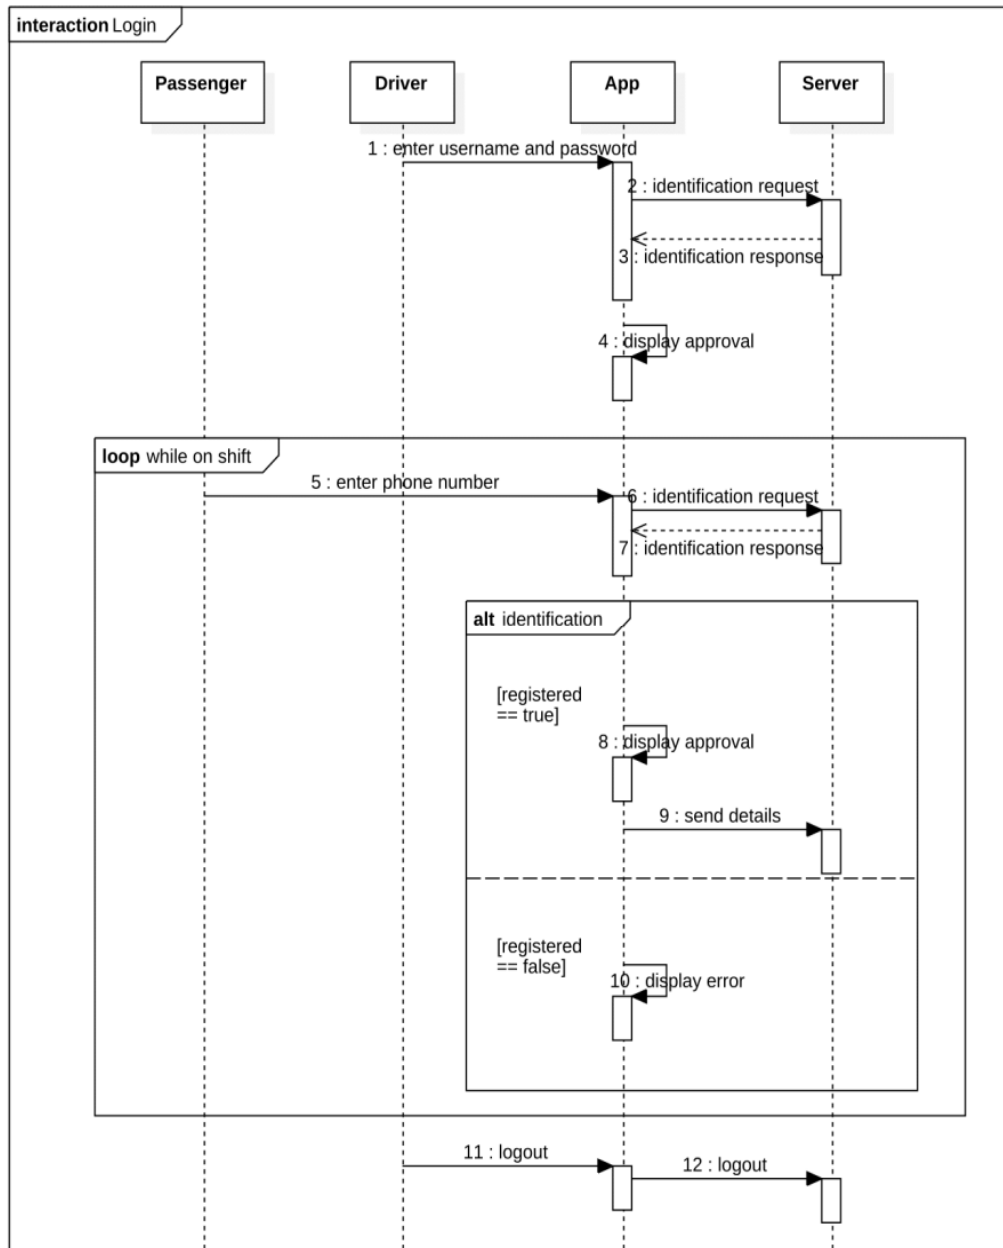 interaction Login
Passenger
Driver
App
Server
1 : enter username and password
2 : identification request
3 : identification response
4 : display approval
loop while on shift
5 : enter phone number
6 : identification request
7 : identification response
alt identification
[registered
== true]
8 : display approval
9 : send details
[registered
== false]
10 : display error
11 : logout
12 : logout